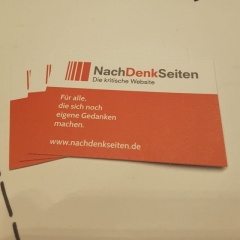 NachDenkSeiten
Die kritische Website
Für alle,
die sich noch
eigene Gedanken
machen.
www.nachdenkseiten.de